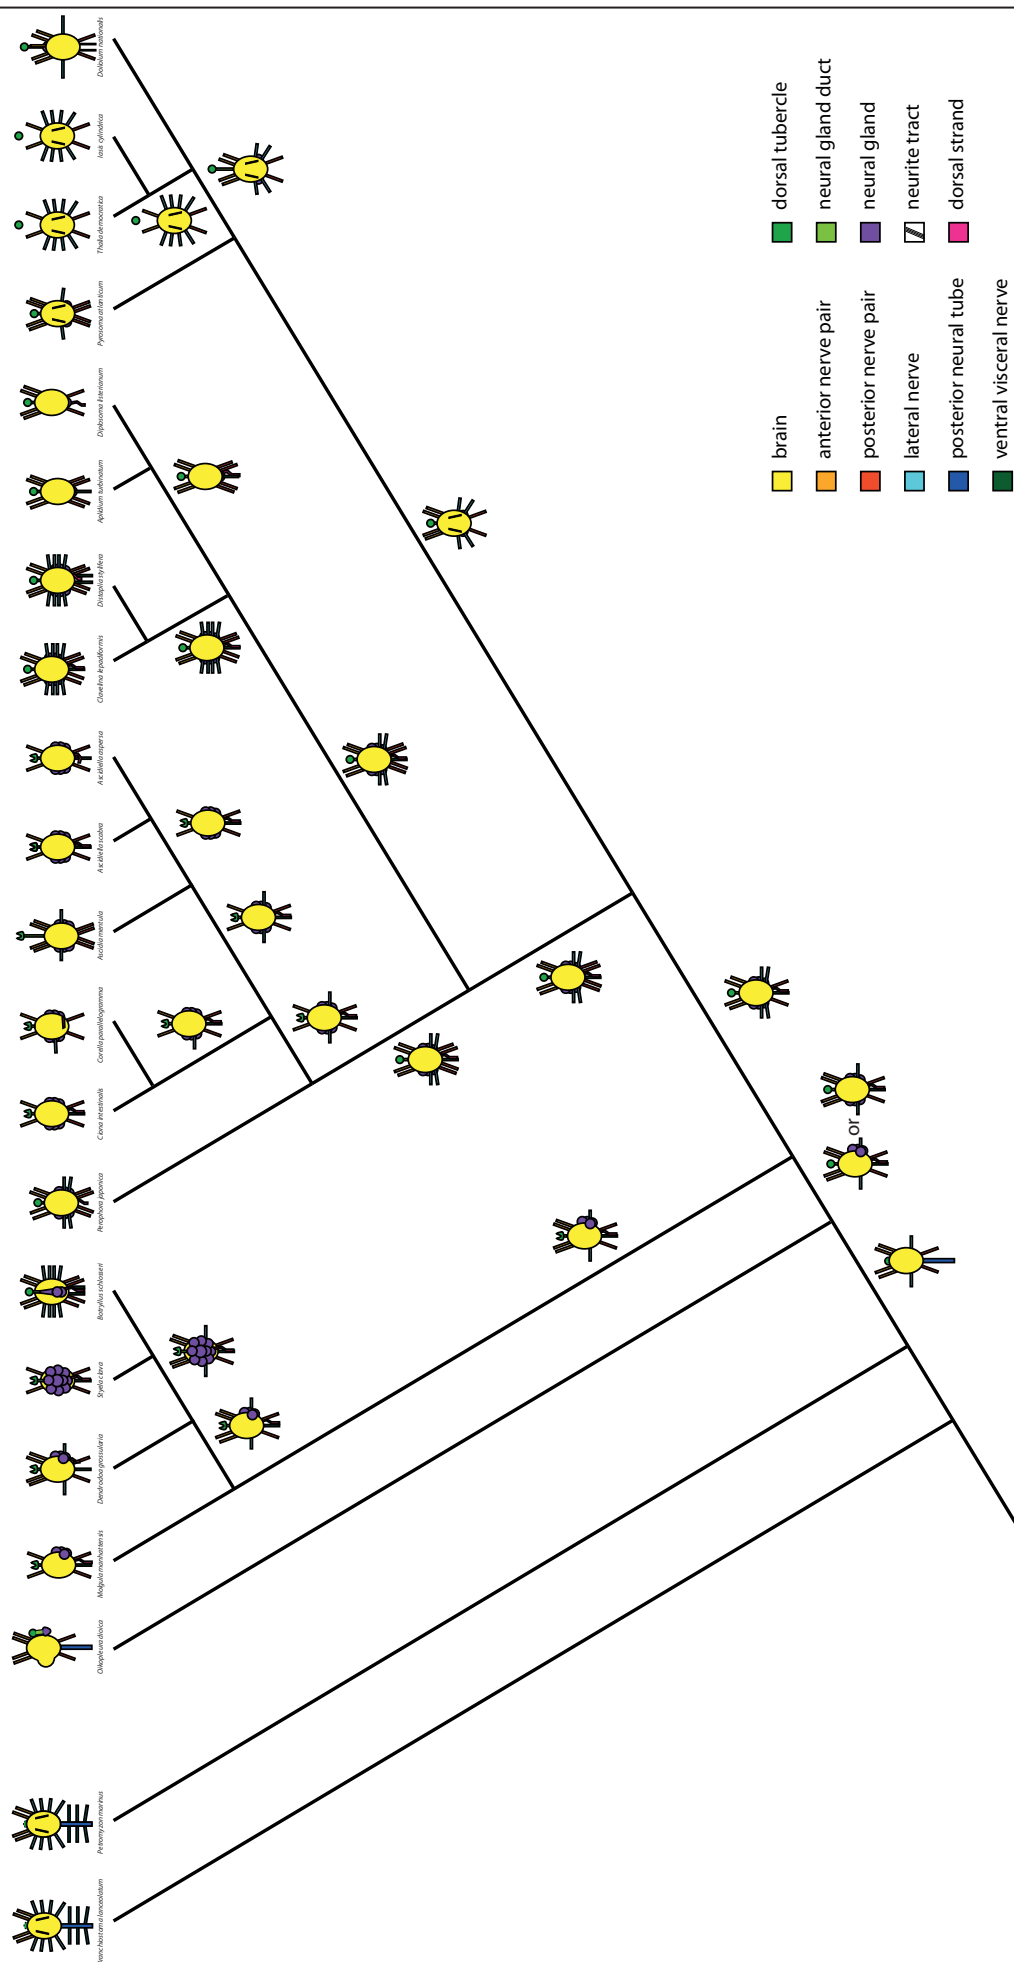 Doliolum nationalis
Iasis cylindrica
Thalia democratica
Pyrosoma atlanticum
Diplosoma listerianum
Aplidium turbinatum
Distaplia stylifera
Clavelina lepadiformis
Ascidiella aspersa
Ascidiella scabra
Ascidia mentula
Corella parallelogramma
Ciona intestinalis
Perophora japonica
Botryllus schlosseri
Styela clava
Dendrodoa grossularia
Molgula manhattensis
Oikopleura dioica
Petromyzon marinus
Branchiostoma lanceolatum
or
brain
anterior nerve pair
posterior nerve pair
lateral nerve
posterior neural tube
ventral visceral nerve
dorsal tubercle
neural gland duct
neural gland
neurite tract
dorsal strand